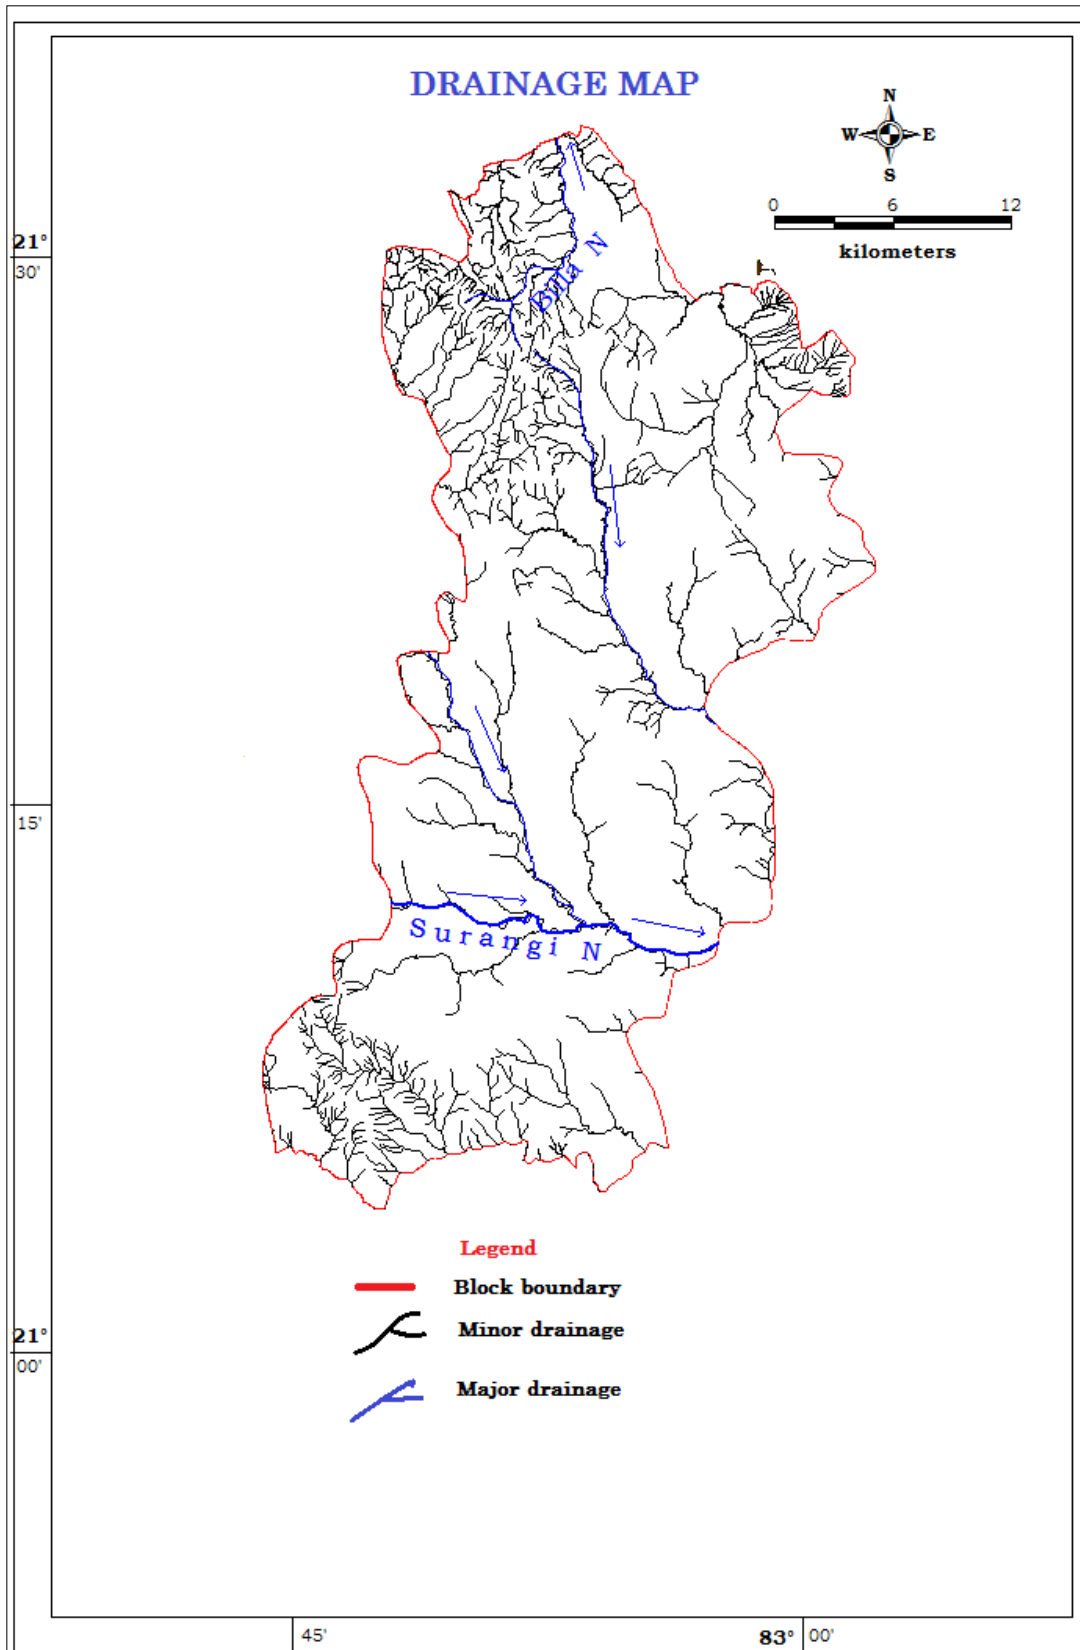 DRAINAGE MAP
N
W E
S
0 6 12
kilometers
21°
30'
Billa N
15'
Surangi N
Legend
Block boundary
Minor drainage
Major drainage
21°
00'
45'
83° 00'